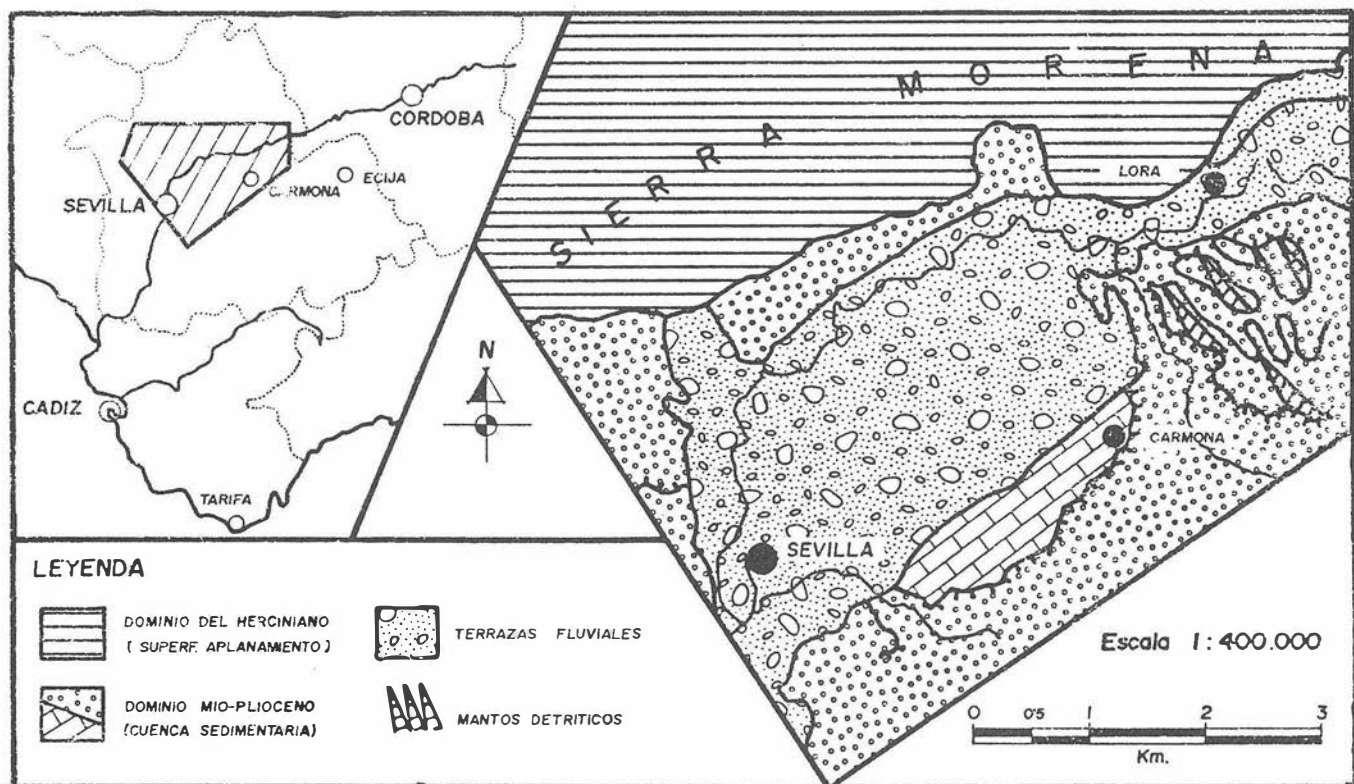 CORDOBA
ECIJA
CARMONA
SEVILLA
CADIZ
TARIFA
N
SIERRA MORENA
LORA
CARMONA
SEVILLA
LEYENDA
DOMINIO DEL HERCINIANO
( SUPERF. APLANAMIENTO )
DOMINIO MIO-PLIOCENO
(CUENCA SEDIMENTARIA)
TERRAZAS FLUVIALES
MANTOS DETRITICOS
Escala 1:400.000
0 0'5 1 2 3
Km.